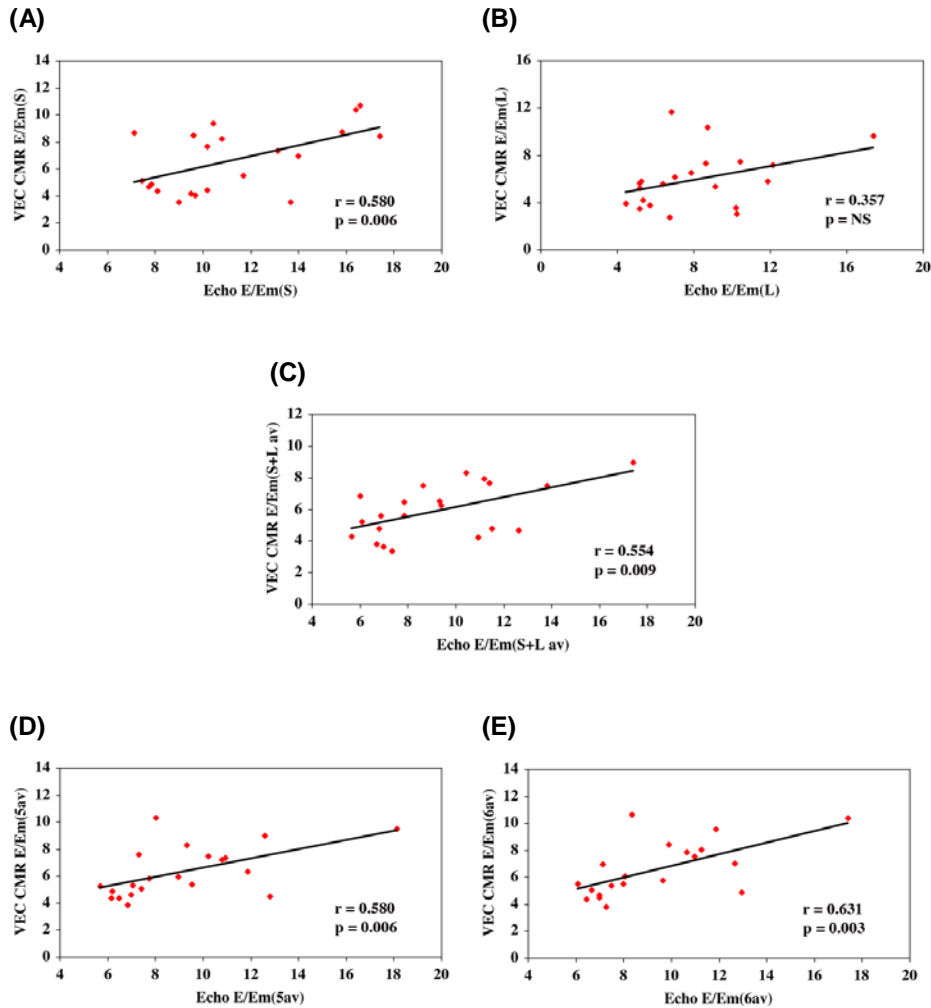 (A)
VEC CMR E/Em(S)
14
12
10
8
6
4
2
0
4 6 8 10 12 14 16 18 20
Echo E/Em(S)
r = 0.580
p = 0.006
(B)
VEC CMR E/Em(L)
16
12
8
4
0
0 4 8 12 16 20
Echo E/Em(L)
r = 0.357
p = NS
(C)
VEC CMR E/Em(S+L av)
12
10
8
6
4
2
0
4 6 8 10 12 14 16 18 20
Echo E/Em(S+L av)
r = 0.554
p = 0.009
(D)
VEC CMR E/Em(5av)
14
12
10
8
6
4
2
0
4 6 8 10 12 14 16 18 20
Echo E/Em(5av)
r = 0.580
p = 0.006
(E)
VEC CMR E/Em(6av)
14
12
10
8
6
4
2
0
4 6 8 10 12 14 16 18 20
Echo E/Em(6av)
r = 0.631
p = 0.003